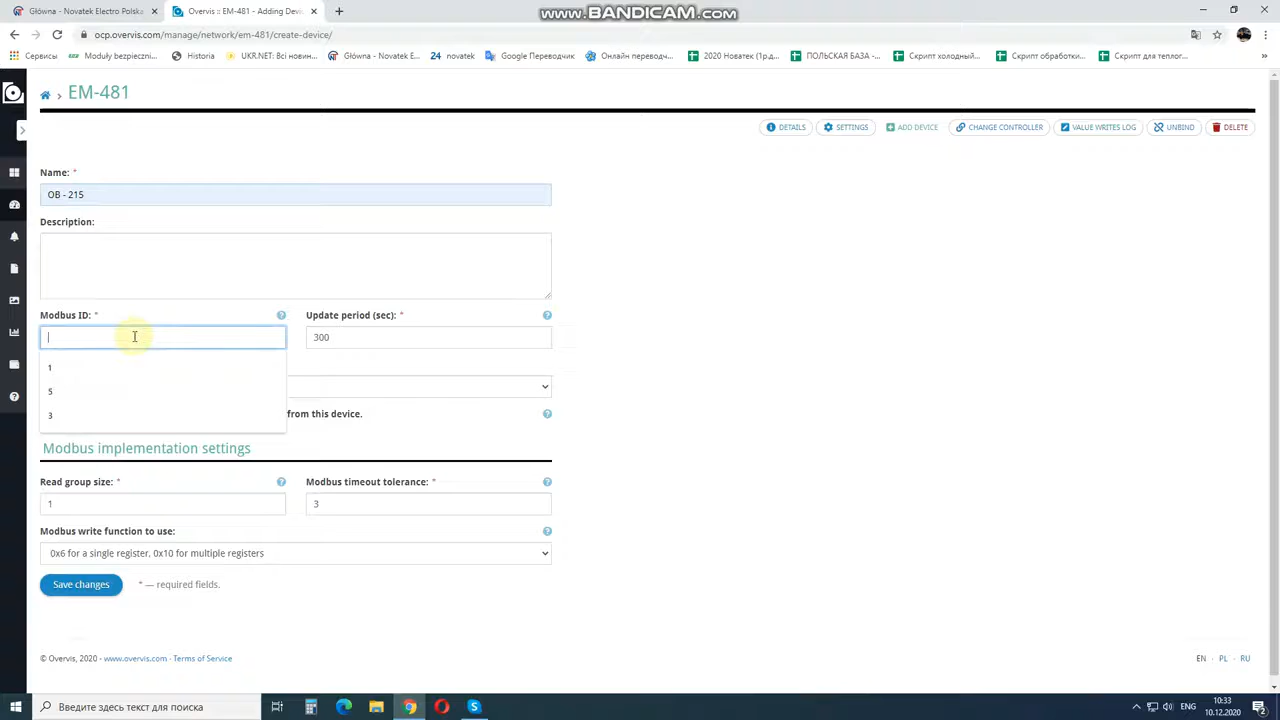 www.BANDICAM.com
Główna – Novatek Electro Polska
Overvis :: EM-481 - Adding Devi
ocp.overvis.com/manage/network/em-481/create-device/
Сервисы
Moduły bezpieczni...
Historia
UKR.NET: Всі новин...
Główna – Novatek E...
24 novatek
Google Переводчик
Онлайн переводч...
2020 Новатек (1р.д...
ПОЛЬСКАЯ БАЗА -...
Скрипт холодный...
Скрипт обработки...
Скрипт для теплог...
»
EM-481
DETAILS
SETTINGS
ADD DEVICE
CHANGE CONTROLLER
VALUE WRITES LOG
UNBIND
DELETE
Name: *
OB - 215
Description:
Modbus ID: *
Update period (sec): *
300
1
5
3
from this device.
Modbus implementation settings
Read group size: *
Modbus timeout tolerance: *
1
3
Modbus write function to use:
0x6 for a single register, 0x10 for multiple registers
Save changes
* — required fields.
© Overvis, 2020 - www.overvis.com - Terms of Service
EN · PL · RU
Введите здесь текст для поиска
ENG
10:33
10.12.2020
2